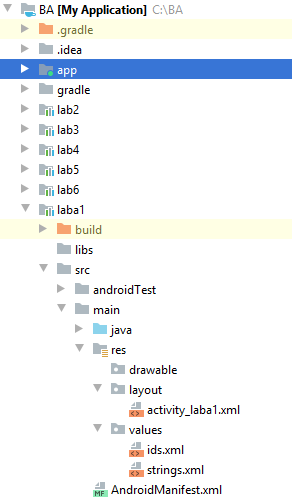 BA [My Application] C:\BA
.gradle
.idea
app
gradle
lab2
lab3
lab4
lab5
lab6
laba1
build
libs
src
androidTest
main
java
res
drawable
layout
activity_laba1.xml
values
ids.xml
strings.xml
MF AndroidManifest.xml